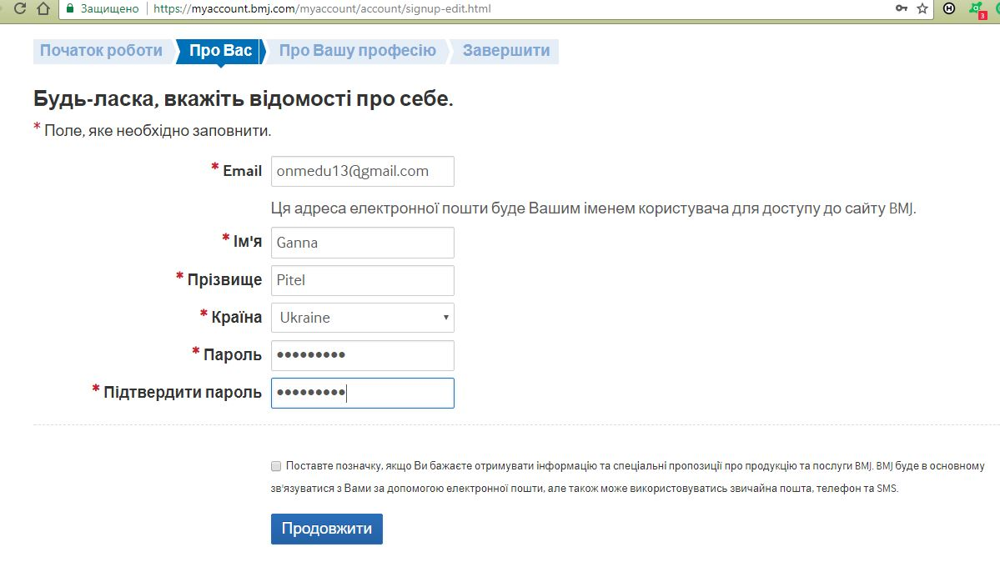 Защищено https://myaccount.bmj.com/myaccount/account/signup-edit.html
3
Початок роботи Про Вас Про Вашу професію Завершити
Будь-ласка, вкажіть відомості про себе.
* Поле, яке необхідно заповнити.
* Email onmedu13@gmail.com
Ця адреса електронної пошти буде Вашим іменем користувача для доступу до сайту BMJ.
* Ім'я Ganna
* Прізвище Pitel
* Країна Ukraine
* Пароль •••••••••
* Підтвердити пароль •••••••••
Поставте позначку, якщо Ви бажаєте отримувати інформацію та спеціальні пропозиції про продукцію та послуги BMJ. BMJ буде в основному
зв'язуватися з Вами за допомогою електронної пошти, але також може використовуватись звичайна пошта, телефон та SMS.
Продовжити